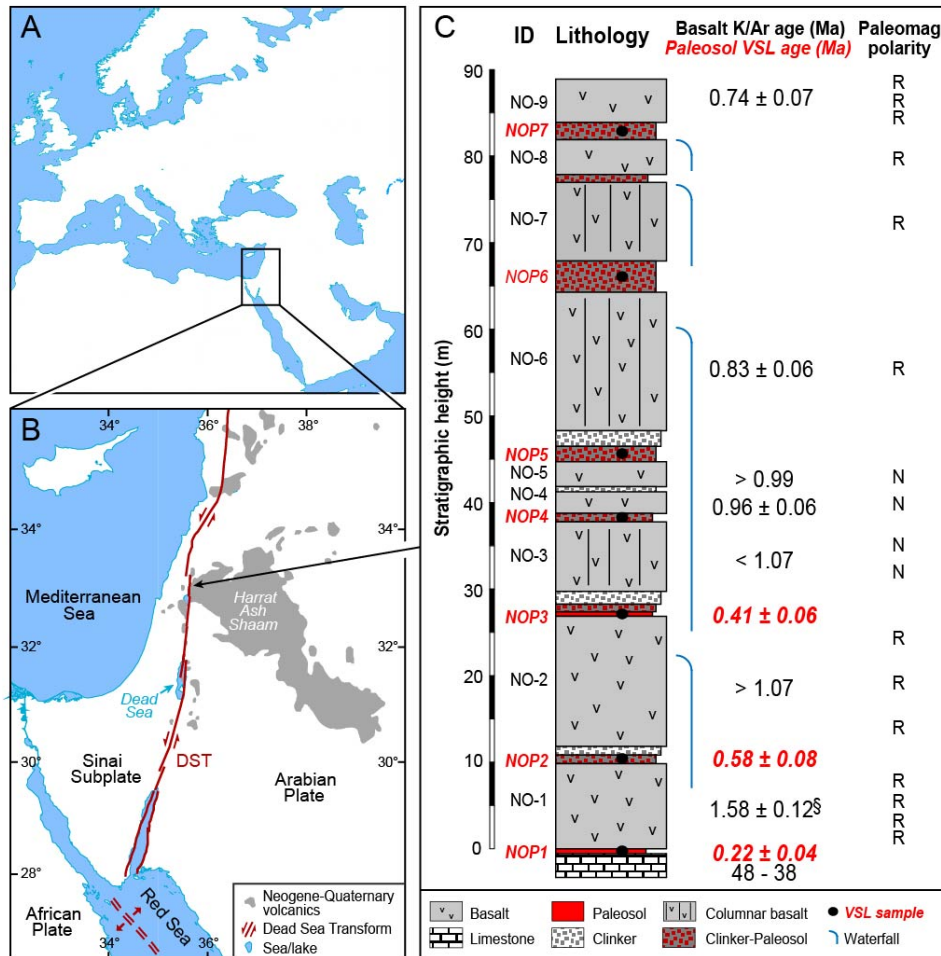 A
B
34°
36°
38°
34°
34°
32°
32°
30°
30°
28°
28°
34°
36°
Mediterranean
Sea
Harrat
Ash
Shaam
Dead
Sea
Sinai
Subplate
DST
Arabian
Plate
African
Plate
Red Sea
Neogene-Quaternary
volcanics
Dead Sea Transform
Sea/lake
C
ID
Lithology
Basalt K/Ar age (Ma)
Paleosol VSL age (Ma)
Paleomag
polarity
Stratigraphic height (m)
90
80
70
60
50
40
30
20
10
0
NO-9 0.74 ± 0.07 R
R
R
NOP7
NO-8 R
NO-7 R
NOP6
NO-6 0.83 ± 0.06 R
NOP5
NO-5 > 0.99 N
NO-4 0.96 ± 0.06 N
NOP4
NO-3 < 1.07 N
N
NOP3 0.41 ± 0.06
R
NO-2 > 1.07 R
R
NOP2 0.58 ± 0.08
R
NO-1 1.58 ± 0.12§ R
R
R
NOP1 0.22 ± 0.04
48 - 38
Basalt
Paleosol
Columnar basalt
VSL sample
Limestone
Clinker
Clinker-Paleosol
Waterfall